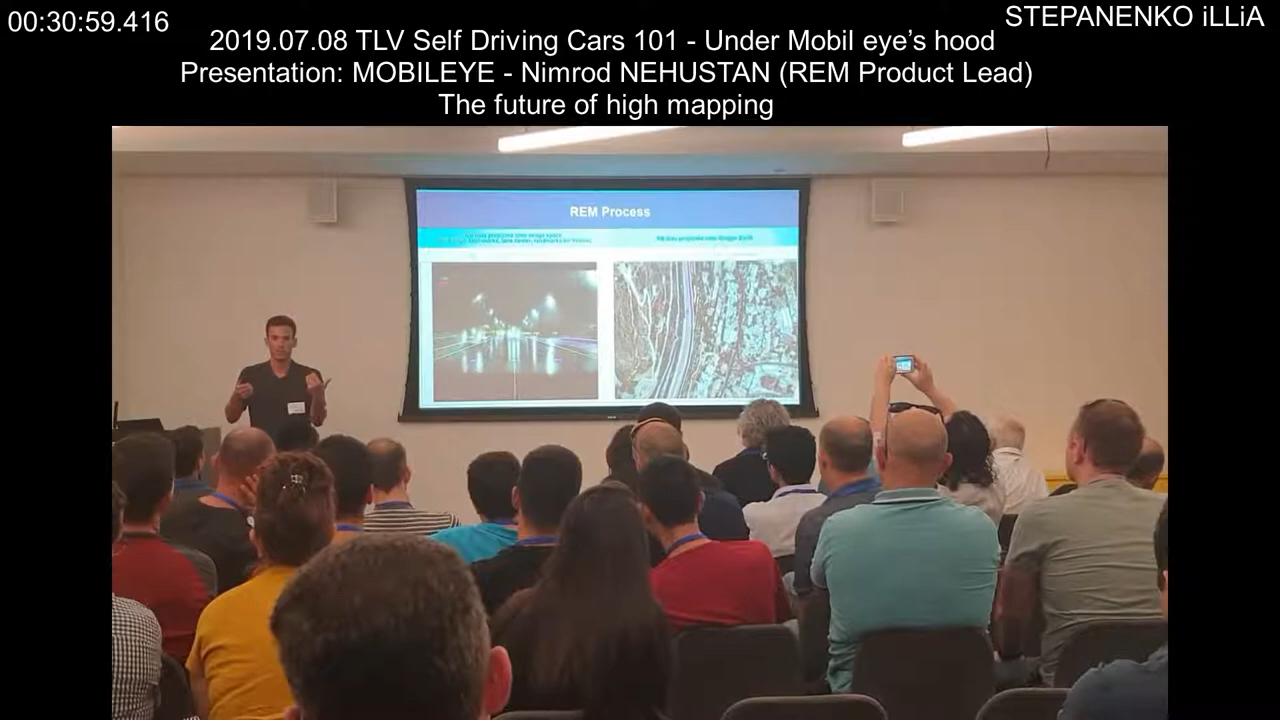 00:30:59.416
STEPANENKO iLLiA
2019.07.08 TLV Self Driving Cars 101 - Under Mobil eye’s hood
Presentation: MOBILEYE - Nimrod NEHUSTAN (REM Product Lead)
The future of high mapping
REM Process